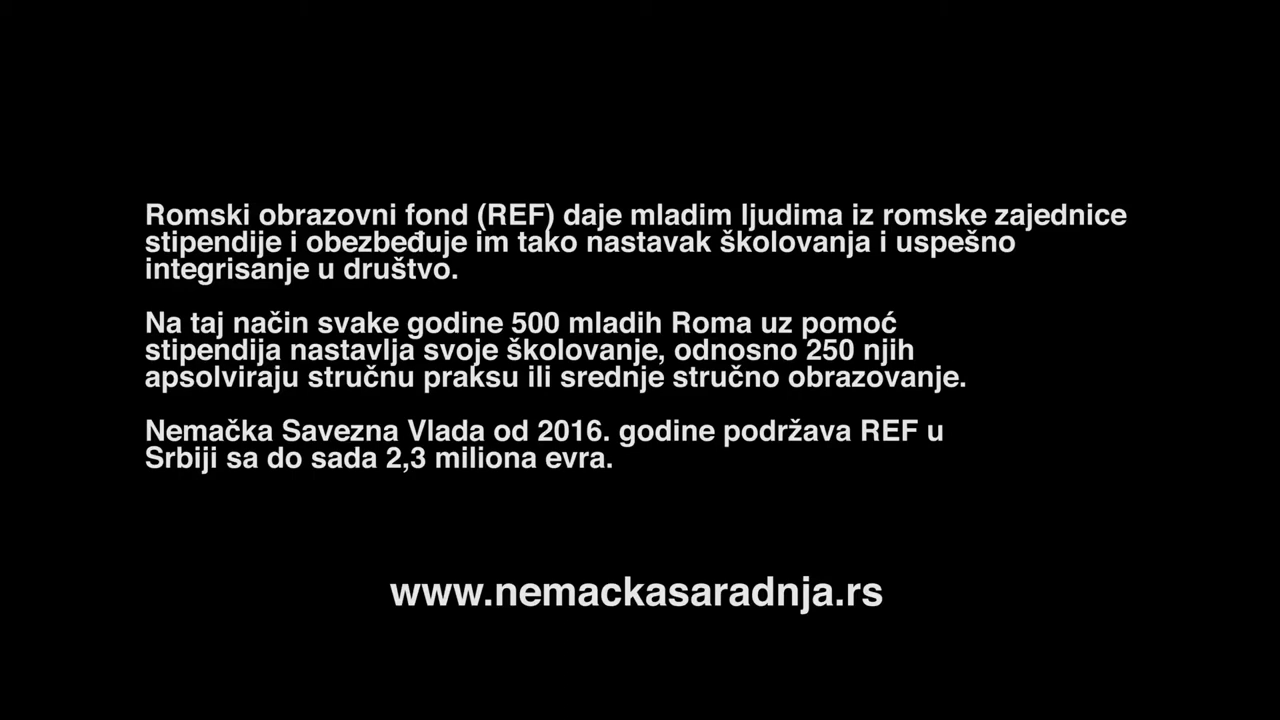 Romski obrazovni fond (REF) daje mladim ljudima iz romske zajednice
stipendije i obezbeđuje im tako nastavak školovanja i uspešno
integrisanje u društvo.
Na taj način svake godine 500 mladih Roma uz pomoć
stipendija nastavlja svoje školovanje, odnosno 250 njih
apsolviraju stručnu praksu ili srednje stručno obrazovanje.
Nemačka Savezna Vlada od 2016. godine podržava REF u
Srbiji sa do sada 2,3 miliona evra.
www.nemackasaradnja.rs